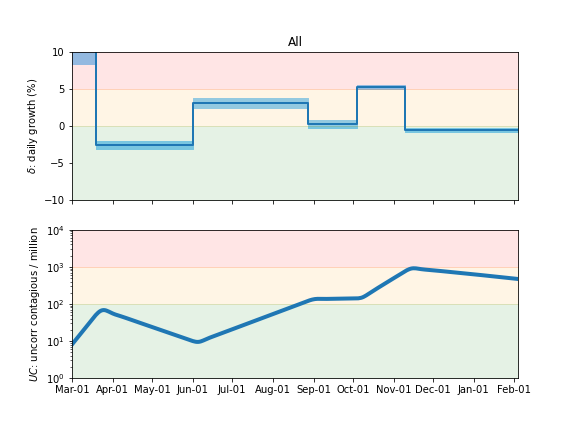 All
10
5
0
−5
−10
δ: daily growth (%)
10⁴
10³
10²
10¹
10⁰
UC: uncorr contagious / million
Mar-01 Apr-01 May-01 Jun-01 Jul-01 Aug-01 Sep-01 Oct-01 Nov-01 Dec-01 Jan-01 Feb-01